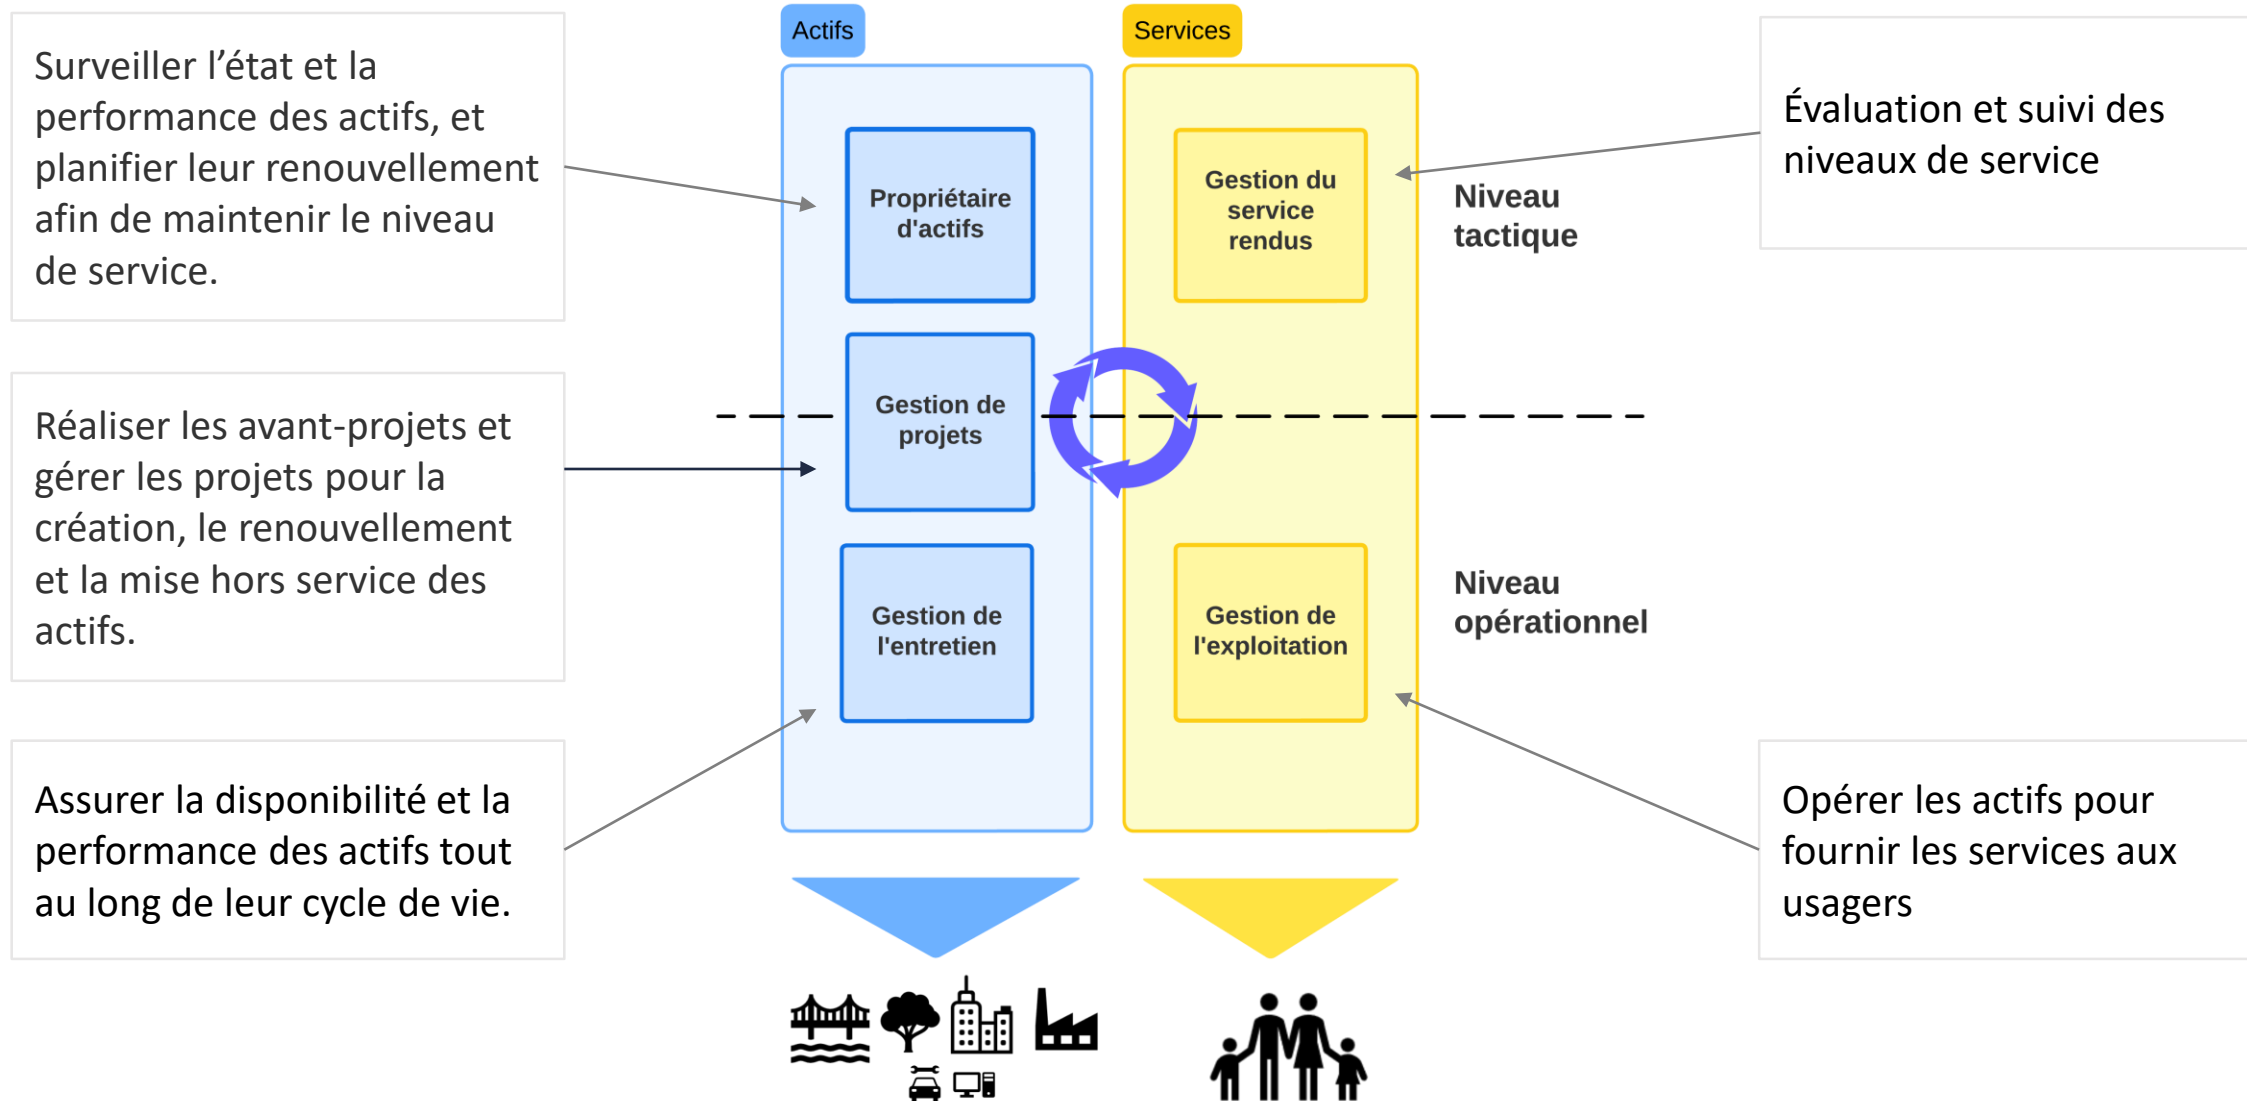 Actifs
Services
Surveiller l’état et la
performance des actifs, et
planifier leur renouvellement
afin de maintenir le niveau
de service.
Propriétaire
d'actifs
Gestion du
service
rendus
Niveau
tactique
Évaluation et suivi des
niveaux de service
Réaliser les avant-projets et
gérer les projets pour la
création, le renouvellement
et la mise hors service des
actifs.
Gestion de
projets
Gestion de
l'entretien
Gestion de
l'exploitation
Niveau
opérationnel
Assurer la disponibilité et la
performance des actifs tout
au long de leur cycle de vie.
Opérer les actifs pour
fournir les services aux
usagers